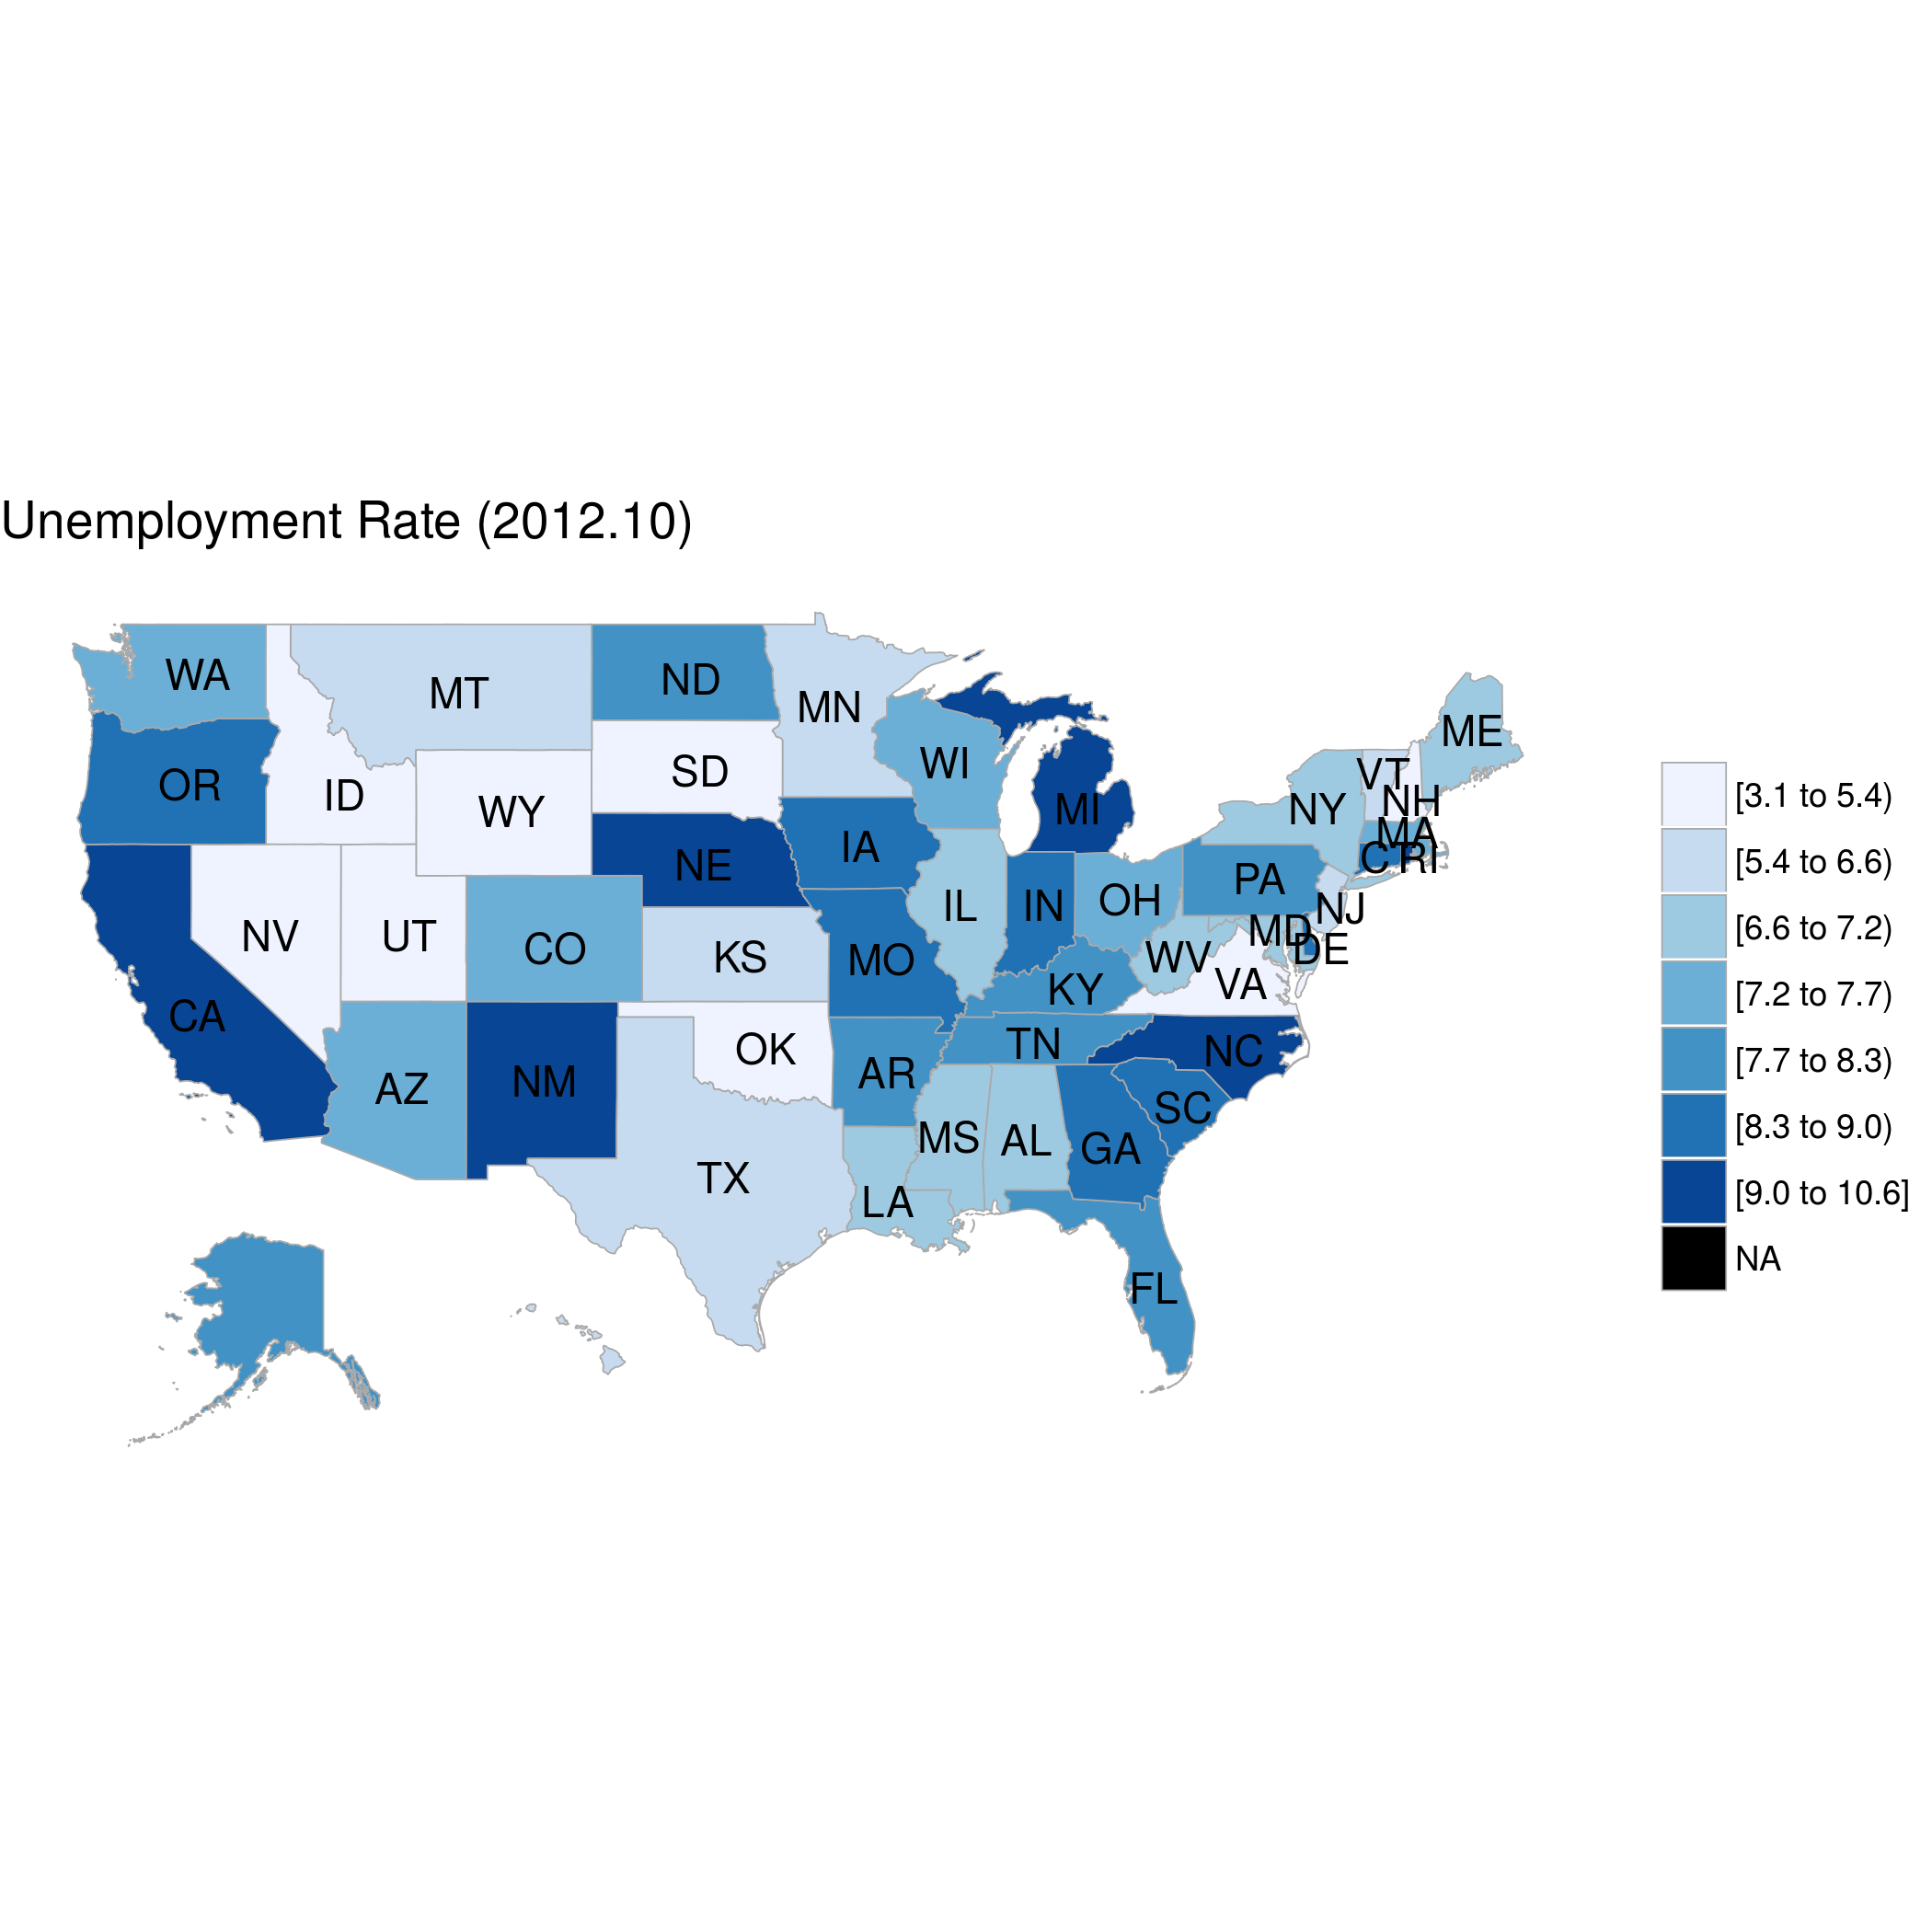 Unemployment Rate (2012.10)
WA
MT
ND
MN
OR
ID
WY
SD
WI
MI
ME
VT
NH
NY
MA
C
RI
NE
IA
PA
NJ
NV
UT
CO
KS
MO
IL
IN
OH
MD
DE
WV
VA
KY
CA
AZ
NM
OK
AR
TN
NC
TX
LA
MS
AL
GA
SC
FL
[3.1 to 5.4)
[5.4 to 6.6)
[6.6 to 7.2)
[7.2 to 7.7)
[7.7 to 8.3)
[8.3 to 9.0)
[9.0 to 10.6]
NA